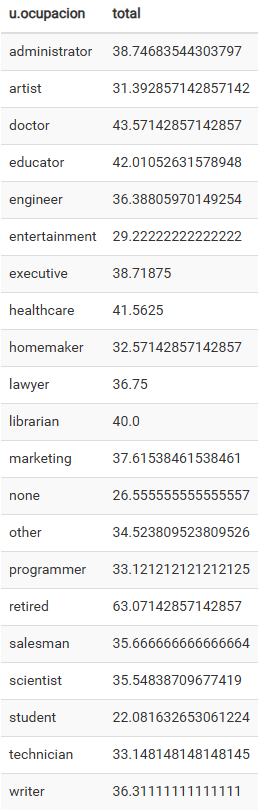 u.ocupacion total
administrator 38.74683544303797
artist 31.392857142857142
doctor 43.57142857142857
educator 42.01052631578948
engineer 36.38805970149254
entertainment 29.22222222222222
executive 38.71875
healthcare 41.5625
homemaker 32.57142857142857
lawyer 36.75
librarian 40.0
marketing 37.61538461538461
none 26.555555555555557
other 34.523809523809526
programmer 33.121212121212125
retired 63.07142857142857
salesman 35.666666666666664
scientist 35.54838709677419
student 22.081632653061224
technician 33.148148148148145
writer 36.31111111111111